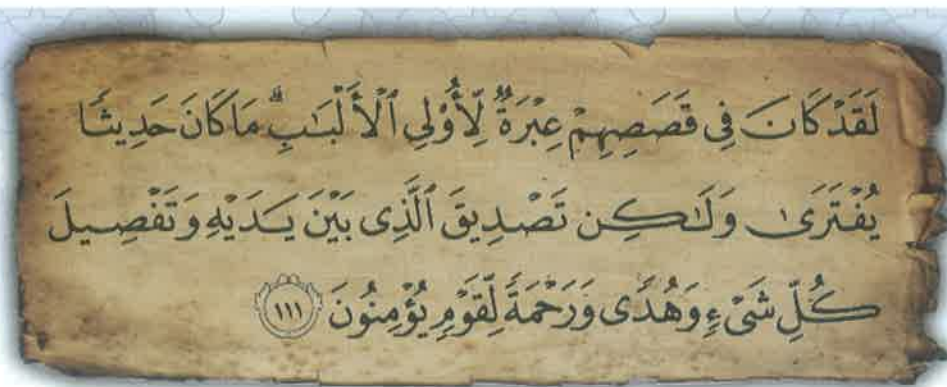 لَقَدْ كَانَ فِي قَصَصِهِمْ عِبْرَةٌ لِّأُوْلِي ٱلْأَلْبَٰبِۗ مَا كَانَ حَدِيثًا
يُفْتَرَىٰ وَلَٰكِن تَصْدِيقَ ٱلَّذِى بَيْنَ يَدَيْهِ وَتَفْصِيلَ
كُلِّ شَىْءٍ وَهُدًى وَرَحْمَةً لِّقَوْمٍ يُؤْمِنُونَ ١١١